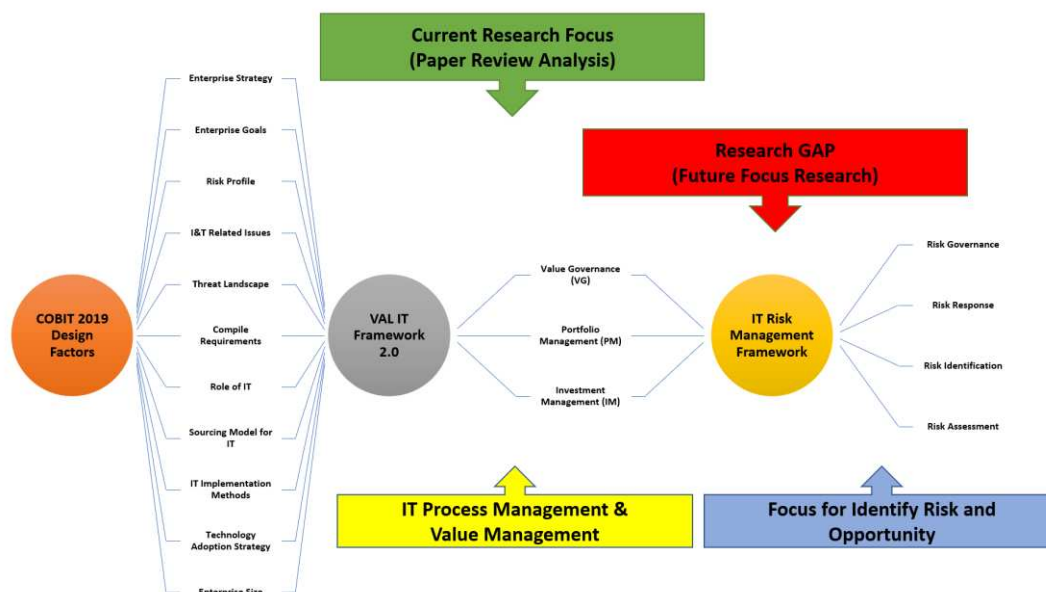 Current Research Focus
(Paper Review Analysis)
Research GAP
(Future Focus Research)
COBIT 2019
Design
Factors
Enterprise Strategy
Enterprise Goals
Risk Profile
I&T Related Issues
Threat Landscape
Compile
Requirements
Role of IT
Sourcing Model for
IT
IT Implementation
Methods
Technology
Adoption Strategy
Enterprise Size
VAL IT
Framework
2.0
Value Governance
(VG)
Portfolio
Management (PM)
Investment
Management (IM)
IT Risk
Management
Framework
Risk Governance
Risk Response
Risk Identification
Risk Assessment
IT Process Management &
Value Management
Focus for Identify Risk and
Opportunity